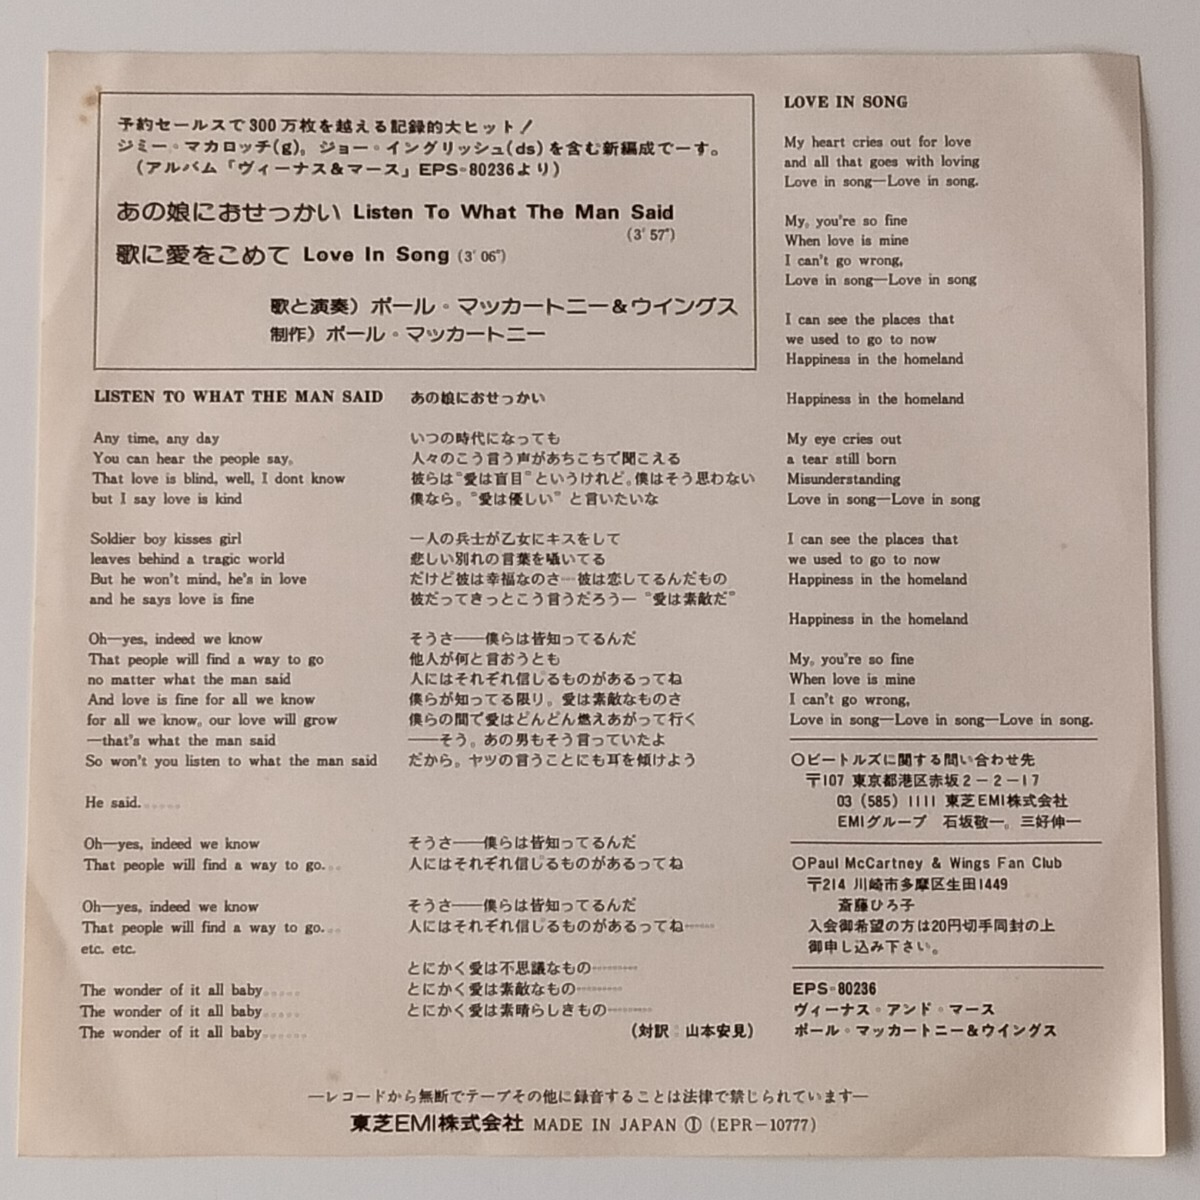 予約セールスで300万枚を越える記録的大ヒット！
ジミー・マカロッチ(g)。ジョー・イングリッシュ(ds)を含む新編成でーす。
（アルバム「ヴィーナス&マース」EPS-80236より）
あの娘におせっかい Listen To What The Man Said
(3′57″)
歌に愛をこめて Love In Song (3′06″)
歌と演奏）ポール・マッカートニー&ウイングス
制作）ポール・マッカートニー
LISTEN TO WHAT THE MAN SAID
Any time, any day
You can hear the people say。
That love is blind, well, I dont know
but I say love is kind
Soldier boy kisses girl
leaves behind a tragic world
But he won't mind, he's in love
and he says love is fine
Oh—yes, indeed we know
That people will find a way to go
no matter what the man said
And love is fine for all we know
for all we know。our love will grow
—that's what the man said
So won't you listen to what the man said
He said......
Oh—yes, indeed we know
That people will find a way to go...
Oh—yes, indeed we know
That people will find a way to go...
etc. etc.
The wonder of it all baby.....
The wonder of it all baby.....
The wonder of it all baby......
あの娘におせっかい
いつの時代になっても
人々のこう言う声があちこちで聞こえる
彼らは"愛は盲目"というけれど。僕はそう思わない
僕なら。"愛は優しい"と言いたいな
一人の兵士が乙女にキスをして
悲しい別れの言葉を囁いてる
だけど彼は幸福なのさ…彼は恋してるんだもの
彼だってきっとこう言うだろう— "愛は素敵だ"
そうさ——僕らは皆知ってるんだ
他人が何と言おうとも
人にはそれぞれ信じるものがあるってね
僕らが知ってる限り。愛は素敵なものさ
僕らの間で愛はどんどん燃えあがって行く
——そう。あの男もそう言っていたよ
だから。ヤツの言うことにも耳を傾けよう
そうさ——僕らは皆知ってるんだ
人にはそれぞれ信じるものがあるってね
そうさ——僕らは皆知ってるんだ
人にはそれぞれ信じるものがあるってね……
とにかく愛は不思議なもの………
とにかく愛は素敵なもの………
とにかく愛は素晴らしきもの………
（対訳：山本安見）
LOVE IN SONG
My heart cries out for love
and all that goes with loving
Love in song—Love in song.
My。you're so fine
When love is mine
I can't go wrong,
Love in song—Love in song
I can see the places that
we used to go to now
Happiness in the homeland
Happiness in the homeland
My eye cries out
a tear still born
Misunderstanding
Love in song—Love in song
I can see the places that
we used to go to now
Happiness in the homeland
Happiness in the homeland
My。you're so fine
When love is mine
I can't go wrong,
Love in song—Love in song—Love in song.
○ビートルズに関する問い合わせ先
〒107 東京都港区赤坂2−2−17
03（585）1111 東芝EMI株式会社
EMIグループ 石坂敬一。三好伸一
○Paul McCartney & Wings Fan Club
〒214 川崎市多摩区生田1449
斎藤ひろ子
入会御希望の方は20円切手同封の上
御申し込み下さい。
EPS-80236
ヴィーナス・アンド・マース
ポール・マッカートニー&ウイングス
—レコードから無断でテープその他に録音することは法律で禁じられています—
東芝EMI株式会社 MADE IN JAPAN Ⓘ (EPR−10777)